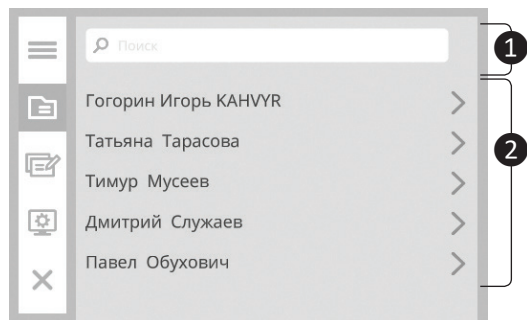 Поиск
1
Гогорин Игорь KAHVYR
Татьяна Тарасова
2
Тимур Мусеев
Дмитрий Служаев
Павел Обухович